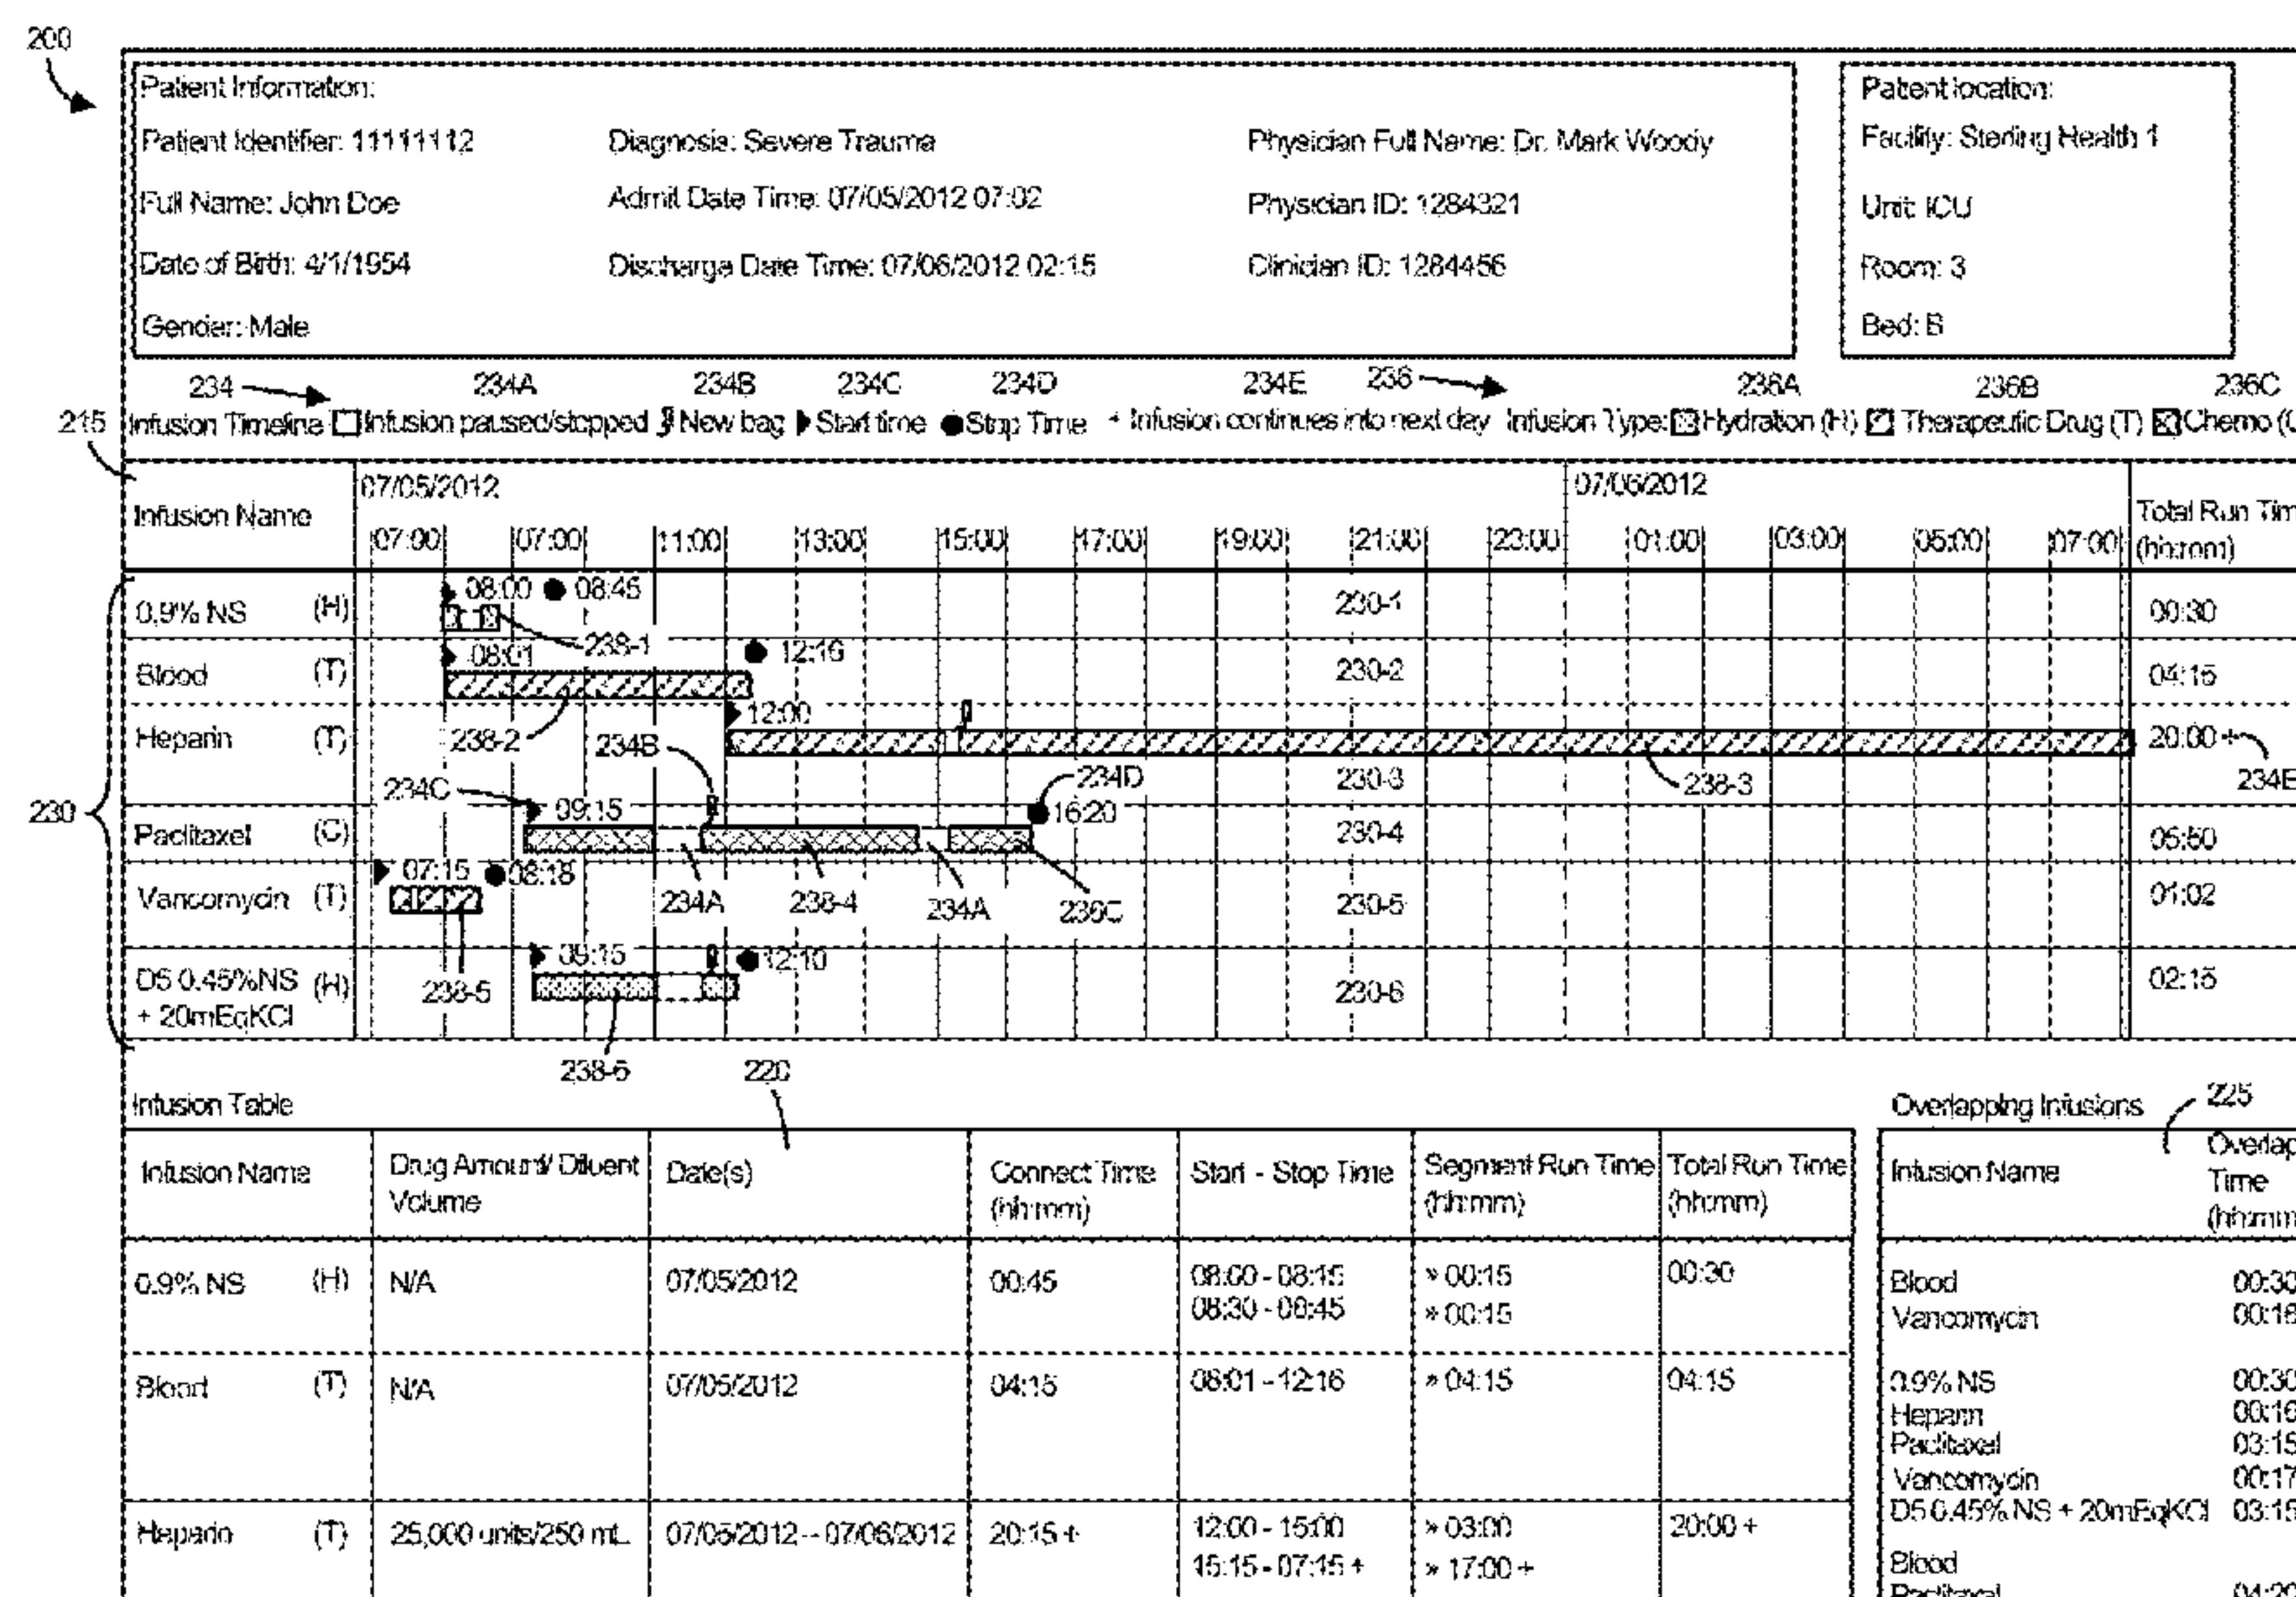 200
Patient Information:
Patient Identifier: 11111112
Diagnosis: Severe Trauma
Physician Full Name: Dr. Mark Woody
Full Name: John Doe
Admit Date Time: 07/05/2012 07:02
Physician ID: 1284321
Date of Birth: 4/1/1954
Discharge Date Time: 07/06/2012 02:15
Clinician ID: 1284456
Gender: Male
Patient location:
Facility: Sterling Health 1
Unit: ICU
Room: 3
Bed: B
234 234A 234B 234C 234D 234E 236 236A 236B 236C
215 Infusion Timeline Infusion paused/stopped New bag Start time Stop Time + Infusion continues into next day Infusion Type: Hydration (H) Therapeutic Drug (T) Chemo (
Infusion Name
07/05/2012
07/06/2012
Total Run Tim
(hh:mm)
07:00 07:00 11:00 13:00 15:00 17:00 19:00 21:00 23:00 01:00 03:00 05:00 07:00
0.9% NS (H) 08:00 08:45 238-1 230-1 00:30
Blood (T) 08:01 12:16 238-2 230-2 04:15
Heparin (T) 12:00 234B 230-3 238-3 20:00 + 234E
230
Paclitaxel (C) 234C 09:15 234D 16:20 230-4 05:50
234A 238-4 234A 236C
Vancomycin (T) 07:15 08:18 238-5 230-5 01:02
D5 0.45%NS (H) 09:15 12:10 230-6 02:15
+ 20mEqKCl
220
Infusion Table
Infusion Name
Drug Amount/ Diluent
Volume
Date(s)
Connect Time
(hh:mm)
Start - Stop Time
Segment Run Time
(hh:mm)
Total Run Time
(hh:mm)
0.9% NS (H) N/A 07/05/2012 00:45 08:00 - 08:15 » 00:15 00:30
08:30 - 08:45 » 00:15
Blood (T) N/A 07/05/2012 04:15 08:01 - 12:16 » 04:15 04:15
Heparin (T) 25,000 units/250 mL 07/05/2012 -- 07/06/2012 20:15 + 12:00 - 15:00 » 03:00 20:00 +
15:15 - 07:15 + » 17:00 +
Overlapping Infusions 225
Infusion Name
Overlap
Time
(hh:mm
Blood 00:30
Vancomycin
0.9% NS 00:30
Heparin
Paclitaxel 03:15
Vancomycin 00:17
D5 0.45% NS + 20mEqKCl 03:15
Blood
Paclitaxel